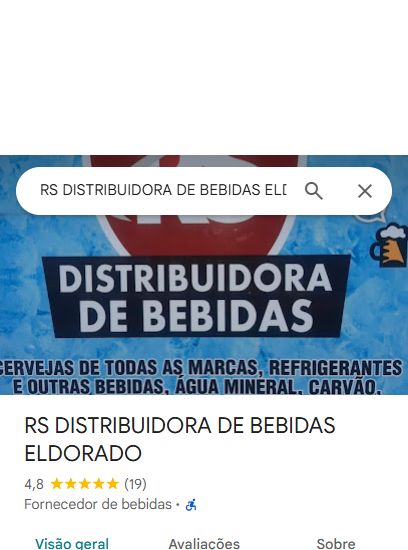 RS DISTRIBUIDORA DE BEBIDAS ELD
RS
DISTRIBUIDORA
DE BEBIDAS
CERVEJAS DE TODAS AS MARCAS, REFRIGERANTES
E OUTRAS BEBIDAS, ÁGUA MINERAL, CARVÃO,
RS DISTRIBUIDORA DE BEBIDAS
ELDORADO
4,8 (19)
Fornecedor de bebidas ·
Visão geral Avaliações Sobre